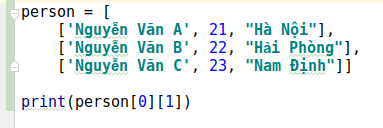 person = [
['Nguyễn Văn A', 21, "Hà Nội"],
['Nguyễn Văn B', 22, "Hải Phòng"],
['Nguyễn Văn C', 23, "Nam Định"]]
print(person[0][1])